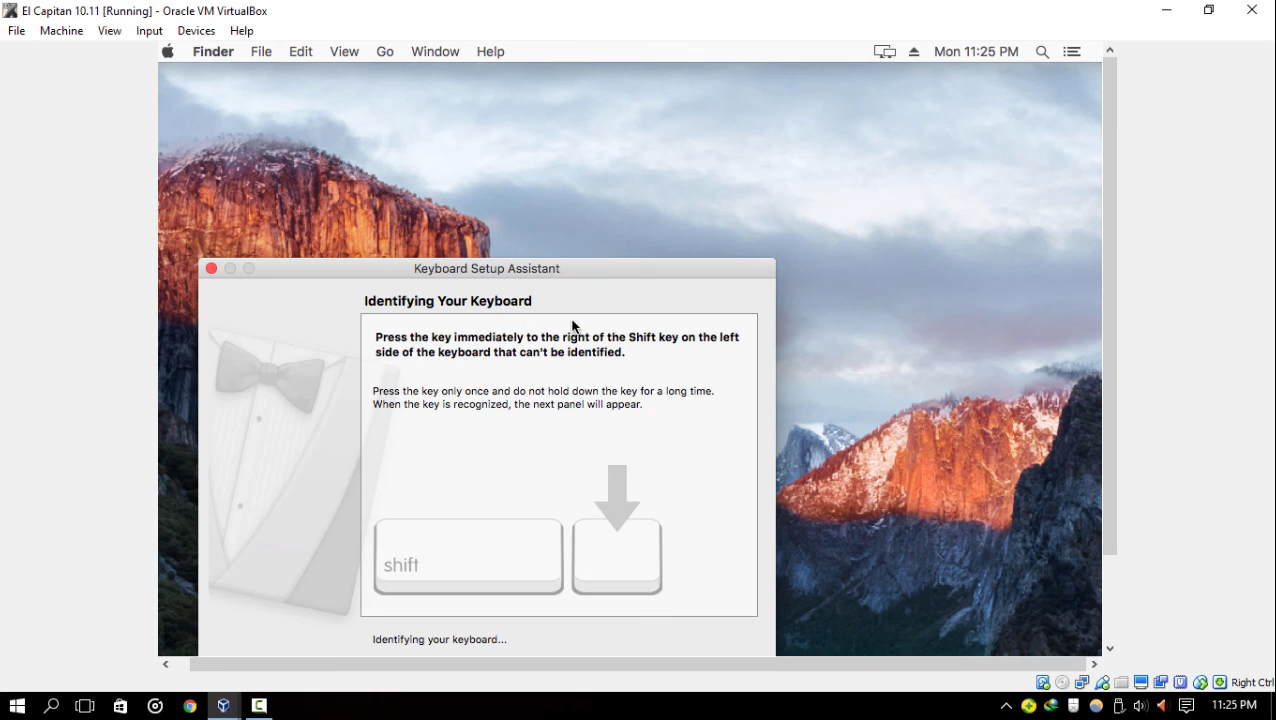 El Capitan 10.11 [Running] - Oracle VM VirtualBox
File Machine View Input Devices Help
Finder File Edit View Go Window Help Mon 11:25 PM
Keyboard Setup Assistant
Identifying Your Keyboard
Press the key immediately to the right of the Shift key on the left
side of the keyboard that can't be identified.
Press the key only once and do not hold down the key for a long time.
When the key is recognized, the next panel will appear.
shift
Identifying your keyboard...
Right Ctrl
11:25 PM